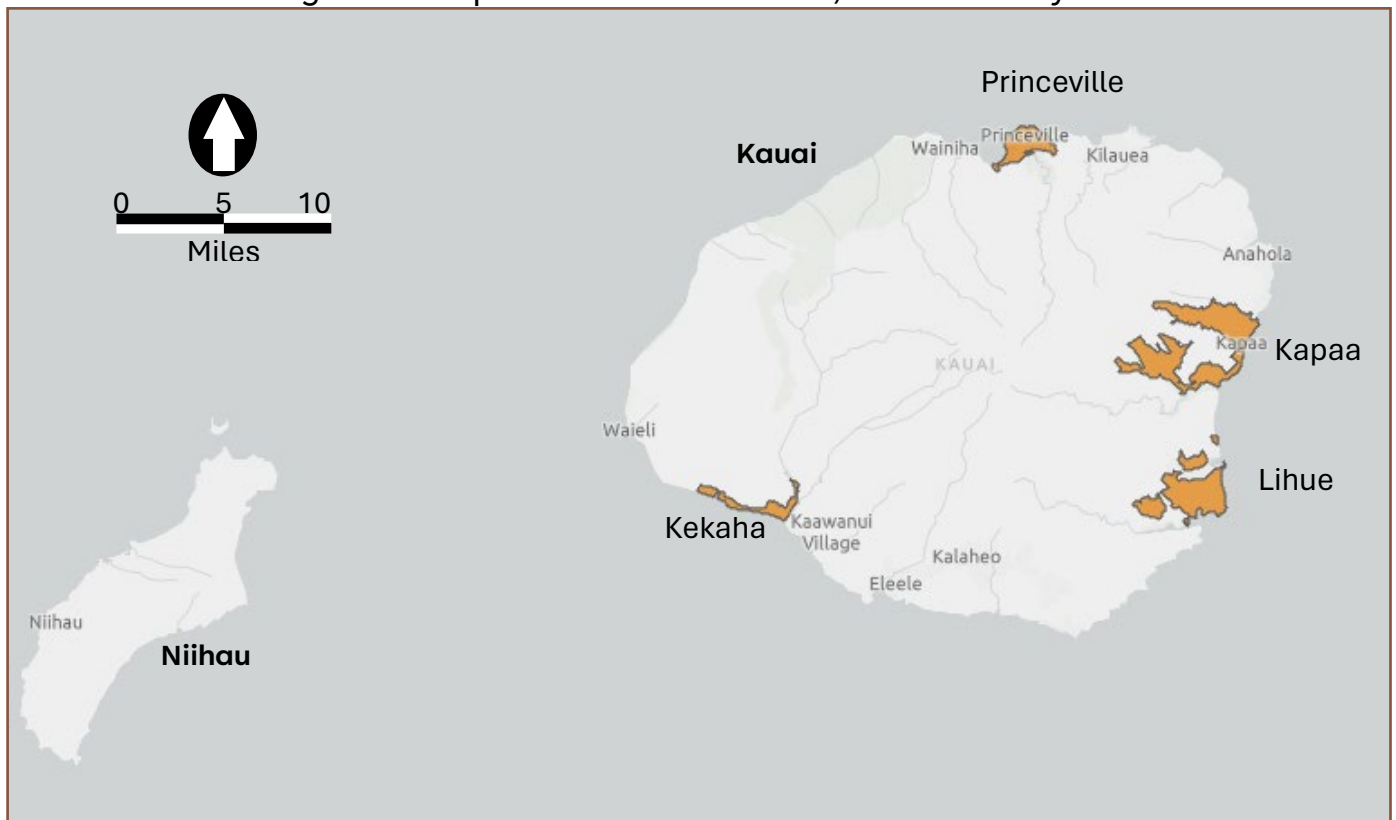 Princeville
Kauai
Wainiha
Princeville
Kilauea
0 5 10
Miles
Anahola
Kapaa
Kapaa
KAUAI
Waieli
Lihue
Kekaha
Kaawanui
Village
Kalaheo
Eleele
Niihau
Niihau